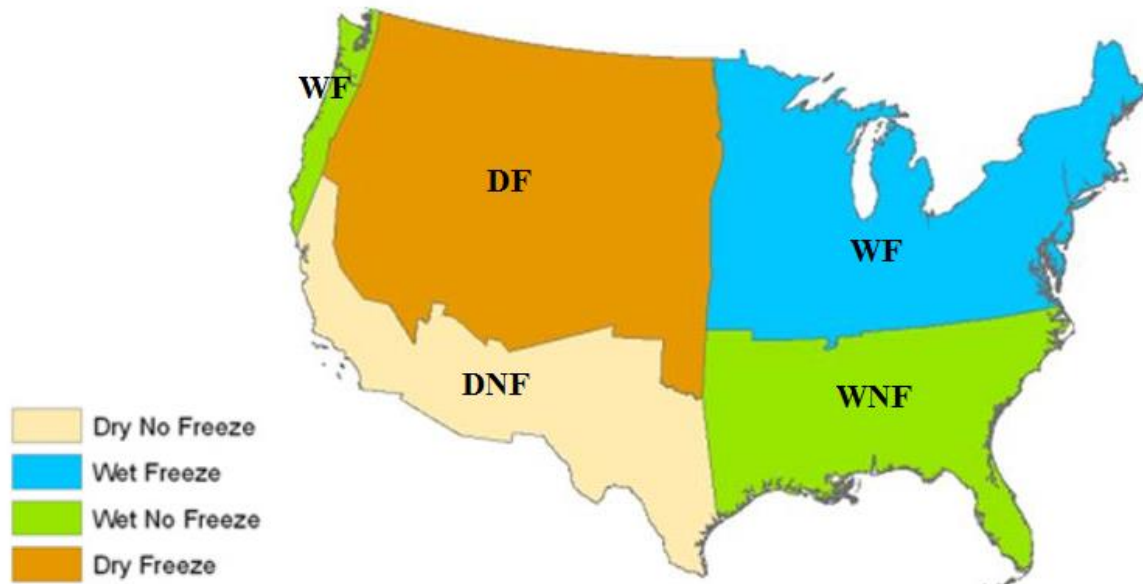 WF
DF
WF
DNF
WNF
Dry No Freeze
Wet Freeze
Wet No Freeze
Dry Freeze